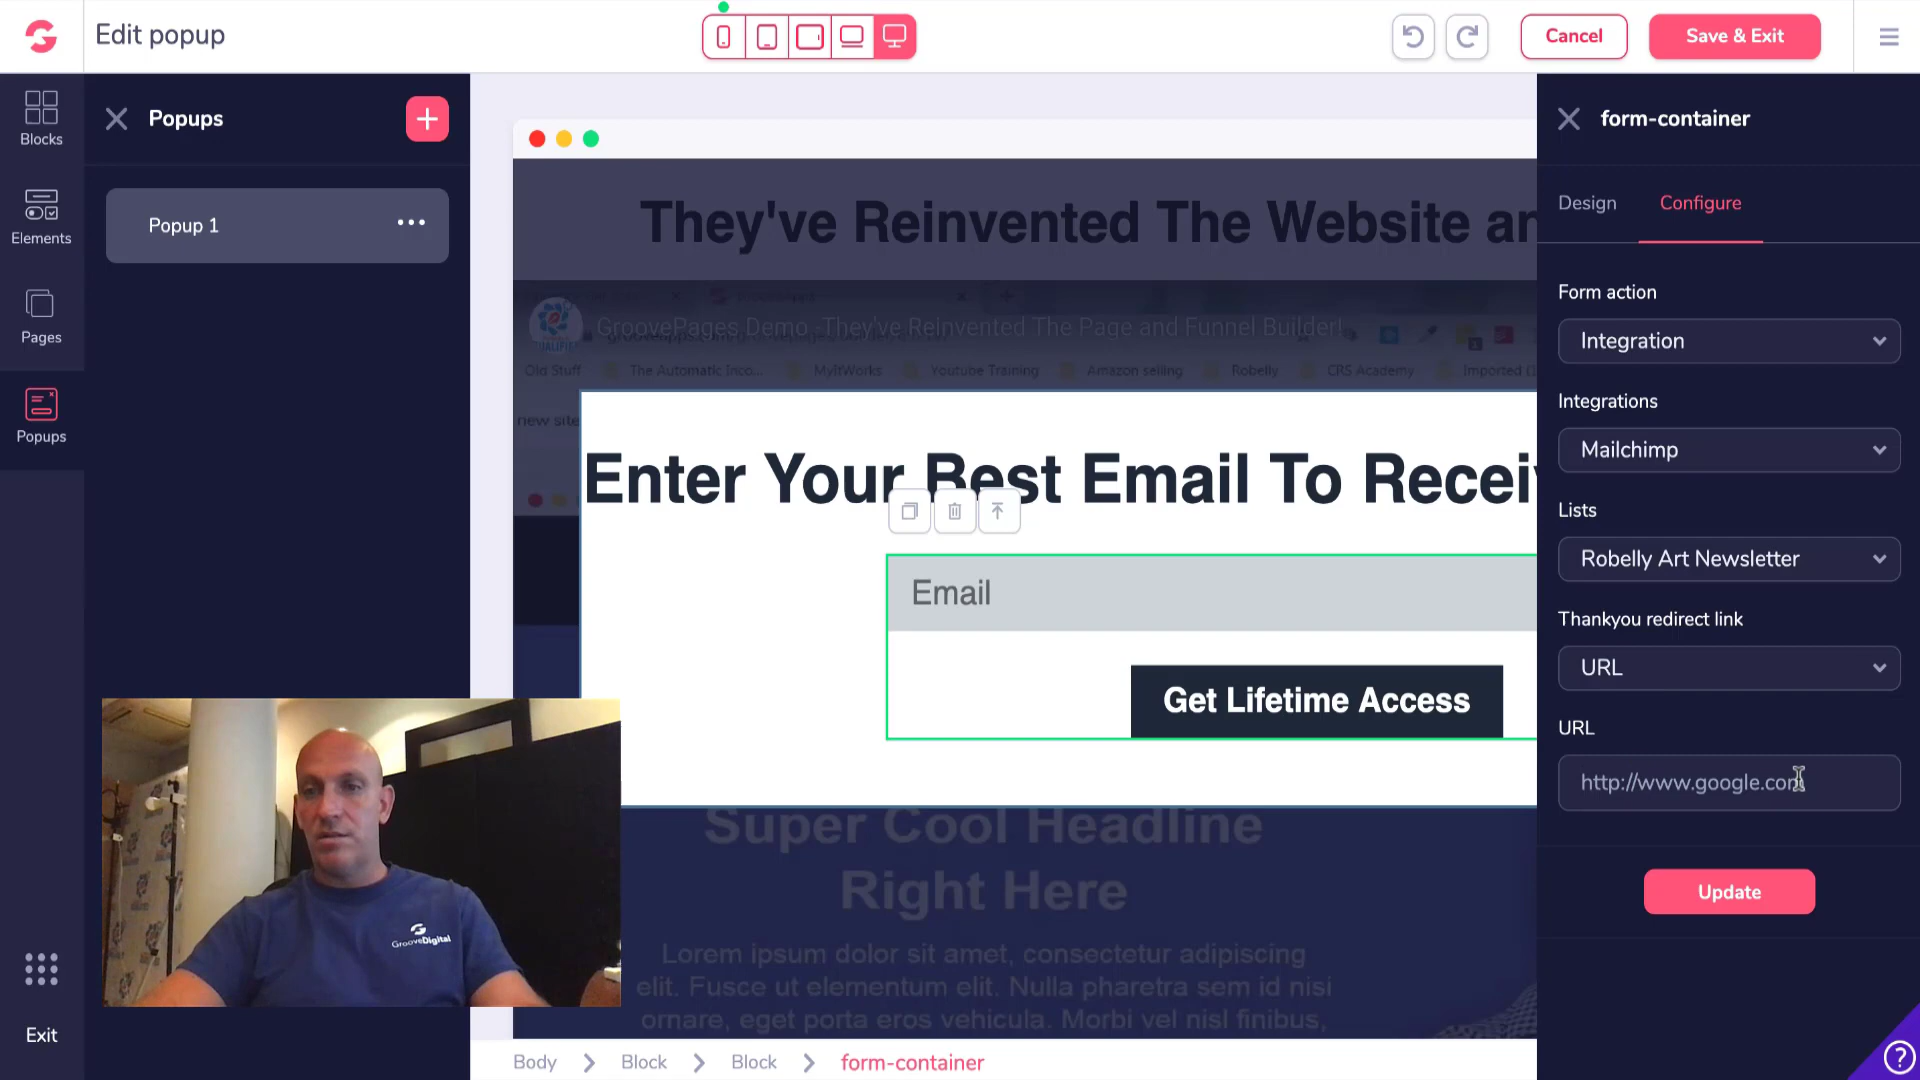 Edit popup
Cancel
Save & Exit
Blocks
Elements
Pages
Popups
Exit
Popups
Popup 1
They've Reinvented The Website an
GroovePages Demo - They've Reinvented The Page and Funnel Builder!
Old Stuff
The Automatic Inco...
MyItWorks
Youtube Training
Amazon selling
Robelly
CRS Academy
Imported (1
new site
Enter Your Best Email To Recei
Email
Get Lifetime Access
Super Cool Headline
Right Here
Lorem ipsum dolor sit amet, consectetur adipiscing
elit. Fusce ut elementum elit. Nulla pharetra sem id nisi
ornare, eget porta eros vehicula. Morbi vel nisl finibus,
GrooveDigital
Body
Block
Block
form-container
form-container
Design
Configure
Form action
Integration
Integrations
Mailchimp
Lists
Robelly Art Newsletter
Thankyou redirect link
URL
URL
http://www.google.com
Update